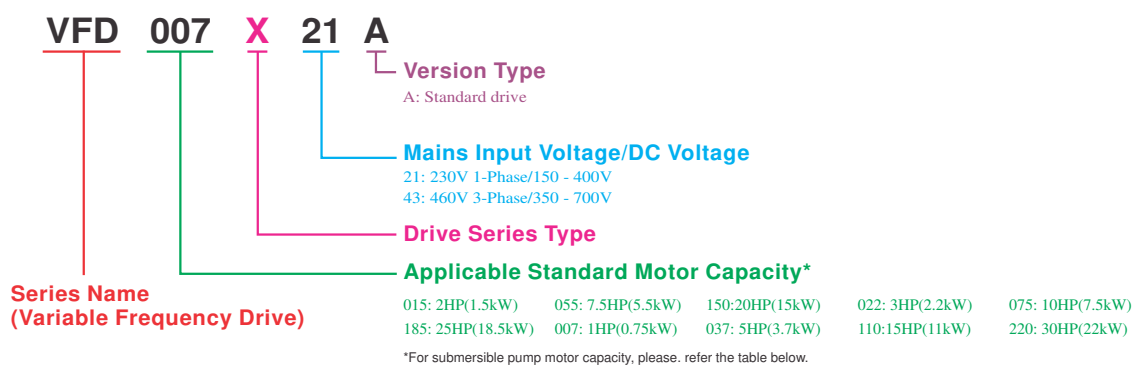 VFD 007 X 21 A
Version Type
A: Standard drive
Mains Input Voltage/DC Voltage
21: 230V 1-Phase/150 - 400V
43: 460V 3-Phase/350 - 700V
Drive Series Type
Applicable Standard Motor Capacity*
Series Name
(Variable Frequency Drive)
015: 2HP(1.5kW) 055: 7.5HP(5.5kW) 150:20HP(15kW) 022: 3HP(2.2kW) 075: 10HP(7.5kW)
185: 25HP(18.5kW) 007: 1HP(0.75kW) 037: 5HP(3.7kW) 110:15HP(11kW) 220: 30HP(22kW)
*For submersible pump motor capacity, please. refer the table below.